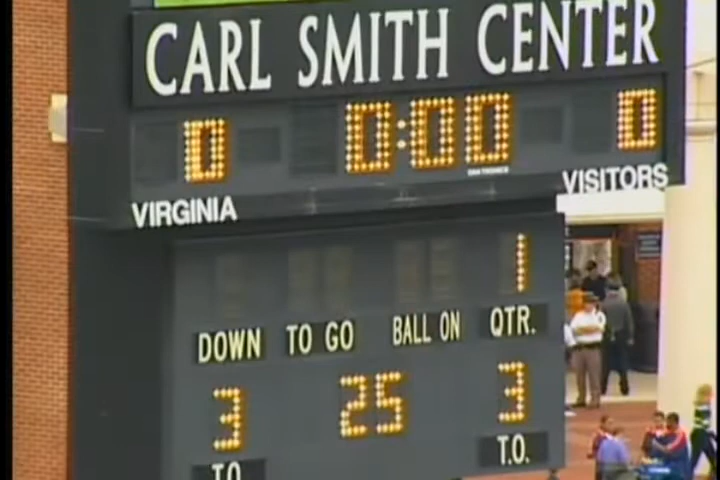 CARL SMITH CENTER
0 0:00 0
VIRGINIA VISITORS
1
DOWN TO GO BALL ON QTR.
3 25 3
T.O. T.O.